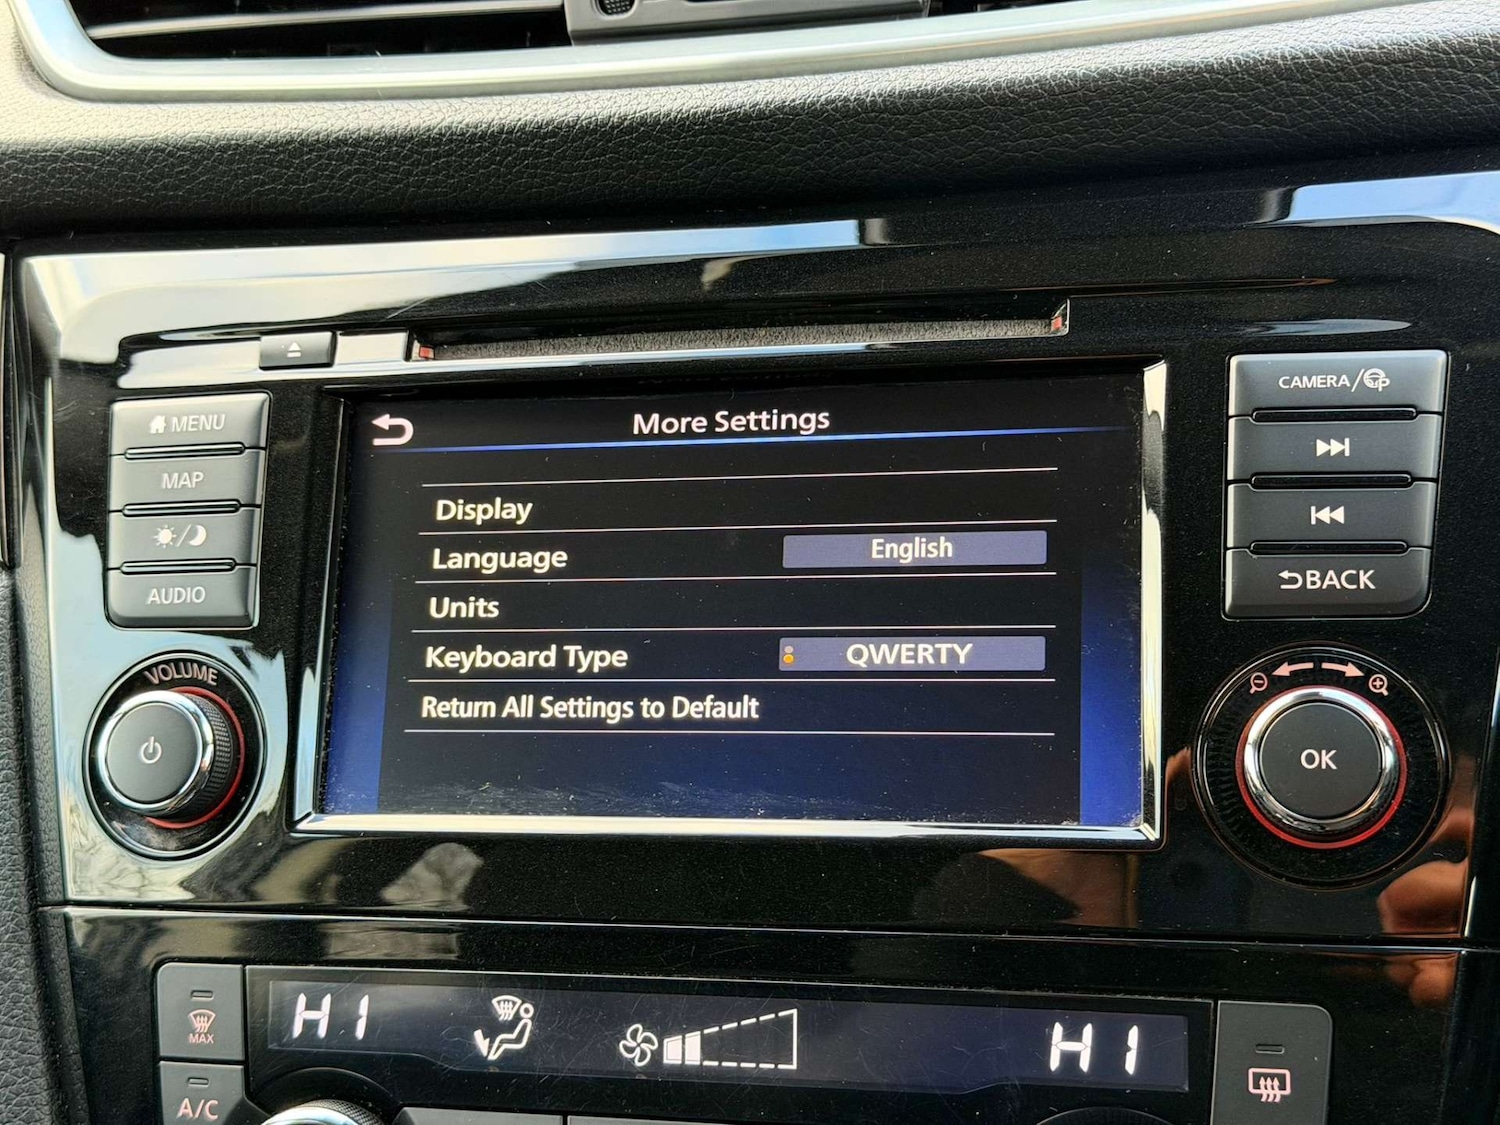 More Settings
Display
Language English
Units
Keyboard Type QWERTY
Return All Settings to Default
MENU
MAP
AUDIO
VOLUME
CAMERA/
BACK
OK
HI
HI
MAX
A/C